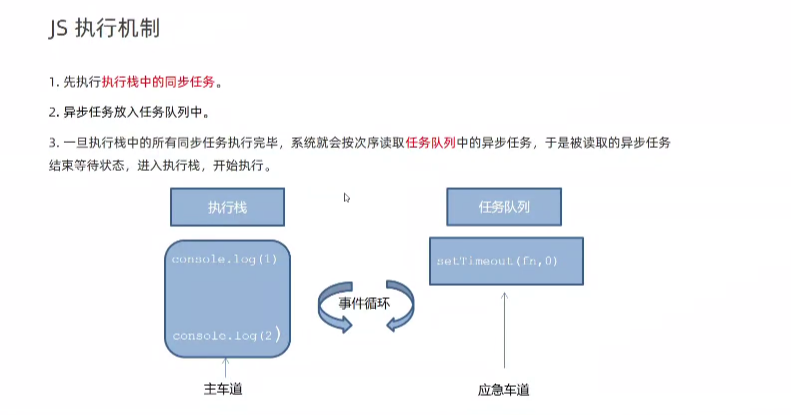 JS 执行机制
1. 先执行执行栈中的同步任务。
2. 异步任务放入任务队列中。
3. 一旦执行栈中的所有同步任务执行完毕，系统就会按次序读取任务队列中的异步任务，于是被读取的异步任务
结束等待状态，进入执行栈，开始执行。
执行栈
任务队列
console.log(1)
setTimeout(fn,0)
事件循环
console.log(2)
主车道
应急车道